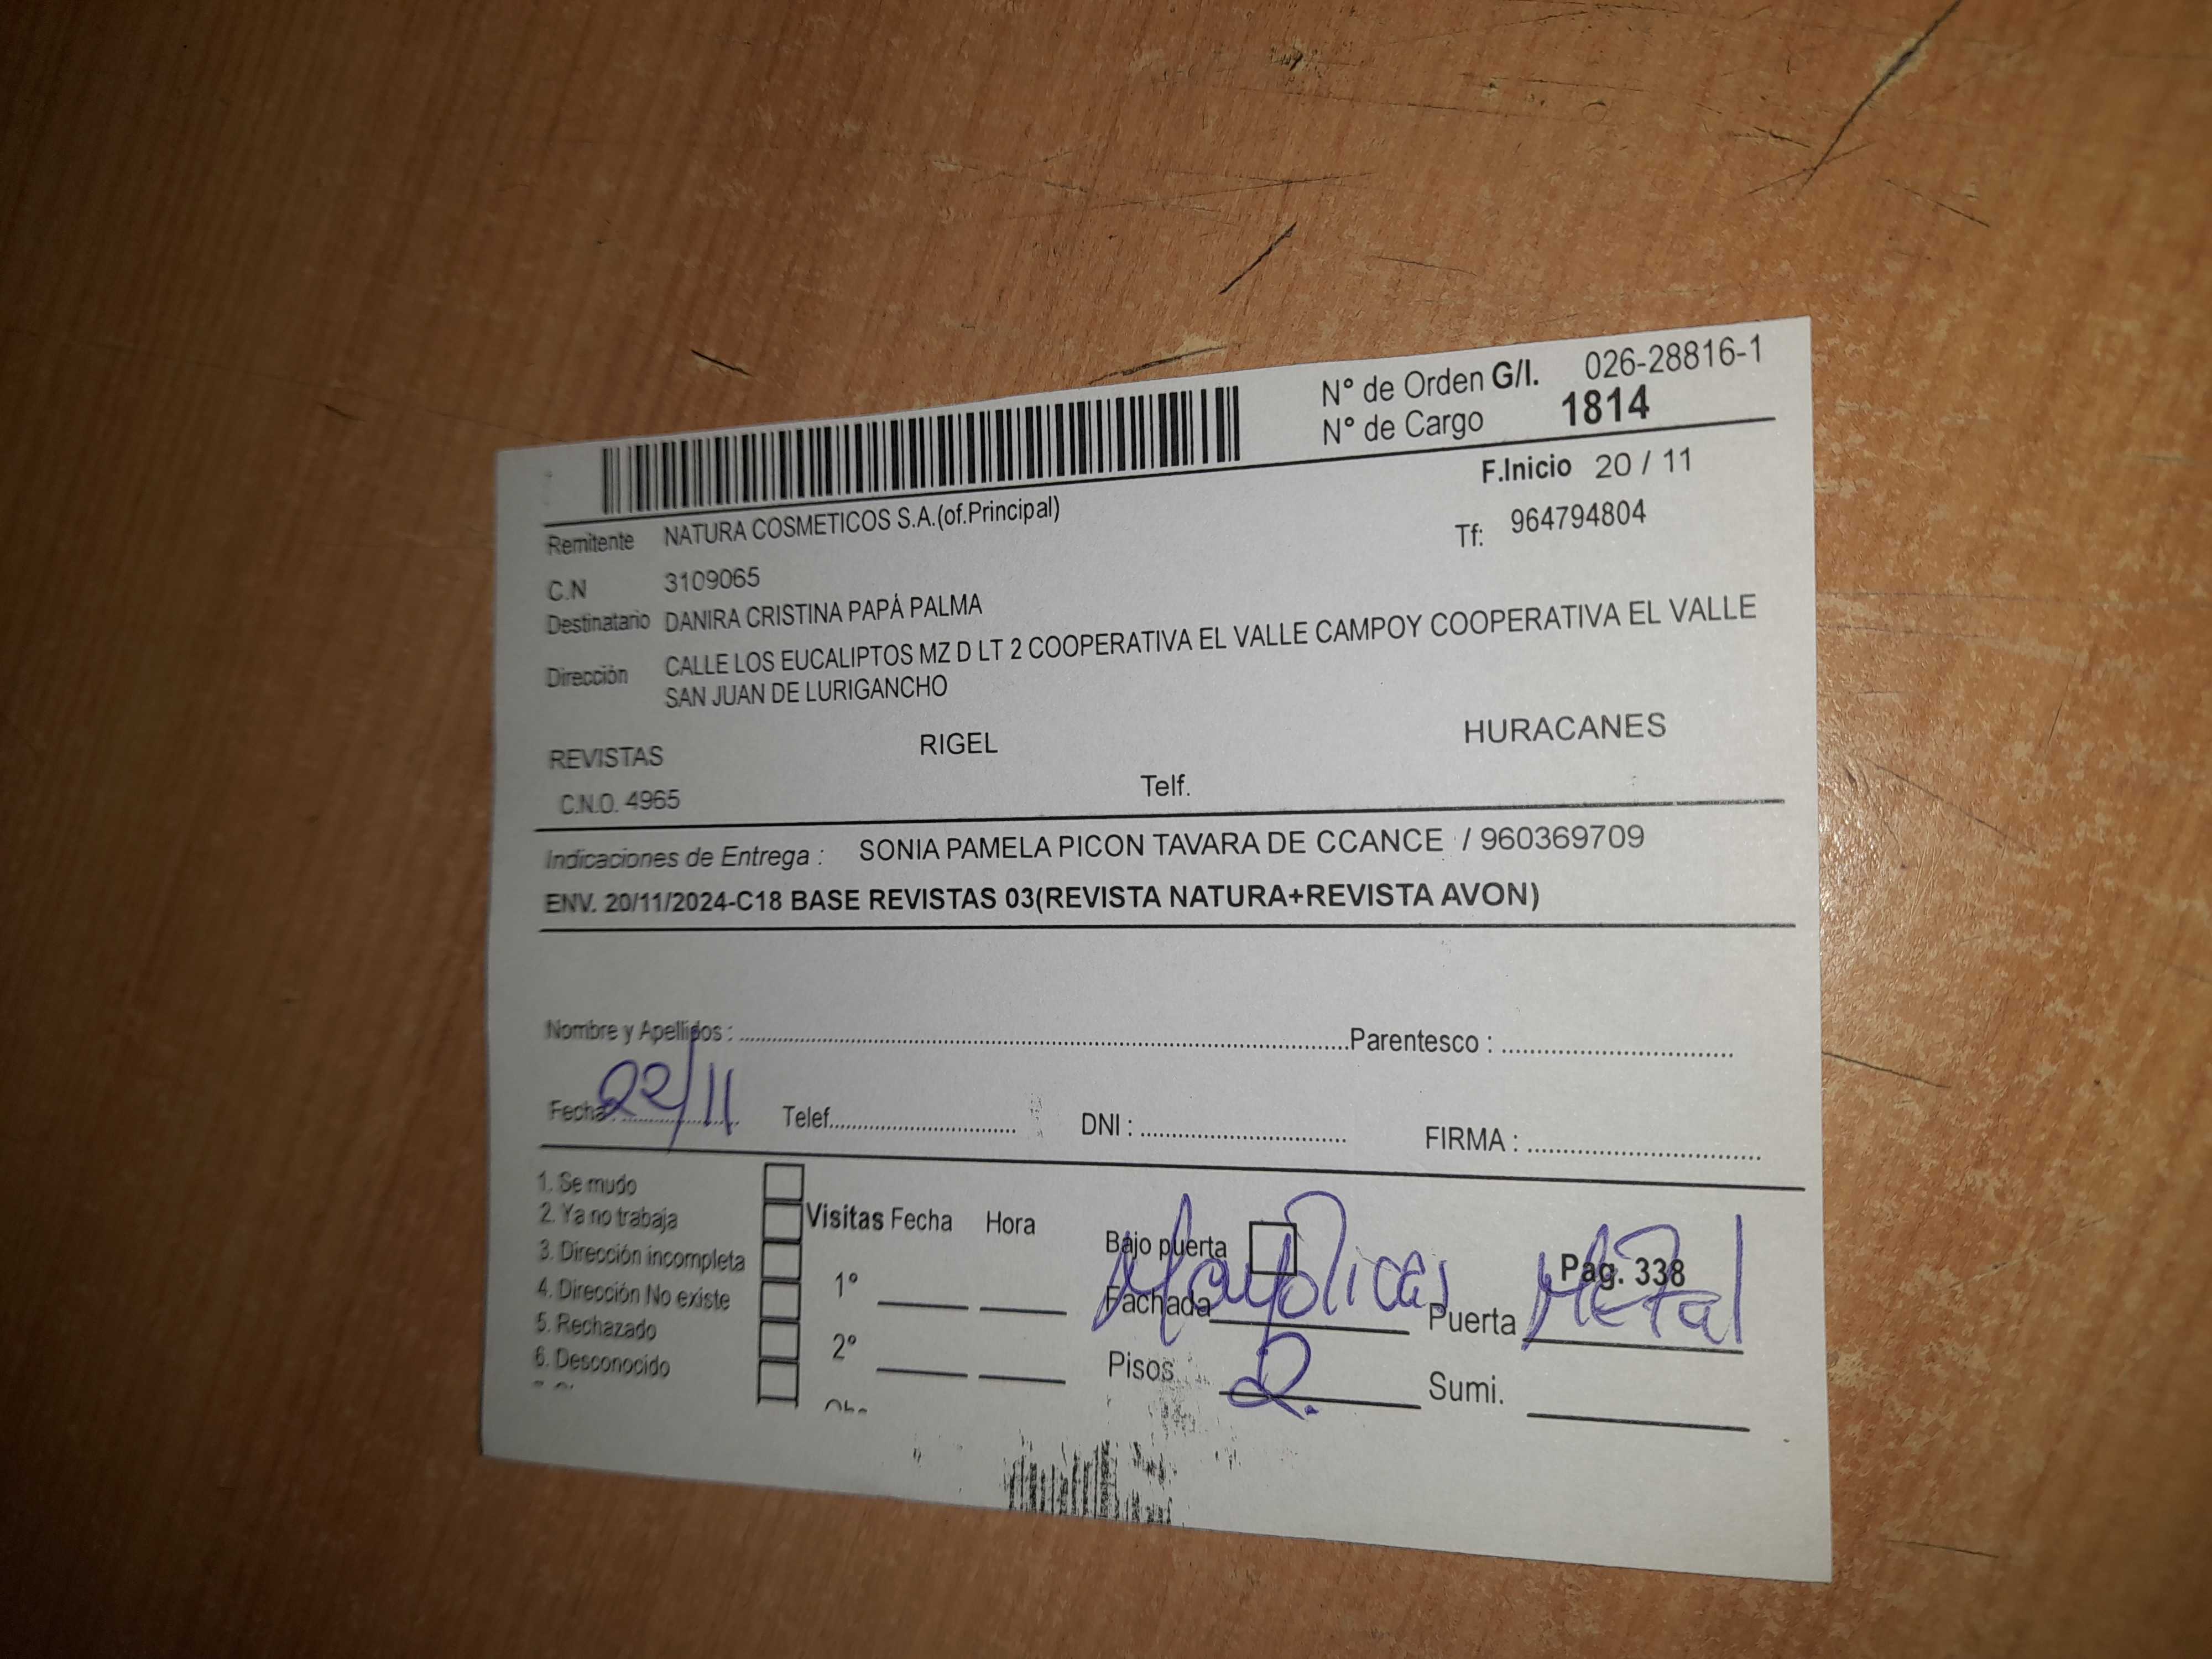 N° de Orden G/I. 026-28816-1
N° de Cargo 1814
F.Inicio 20 / 11
Remitente NATURA COSMETICOS S.A.(of.Principal)
Tf: 964794804
C.N 3109065
Destinatario DANIRA CRISTINA PAPÁ PALMA
Dirección CALLE LOS EUCALIPTOS MZ D LT 2 COOPERATIVA EL VALLE CAMPOY COOPERATIVA EL VALLE
SAN JUAN DE LURIGANCHO
REVISTAS RIGEL HURACANES
C.N.O. 4965 Telf.
Indicaciones de Entrega : SONIA PAMELA PICON TAVARA DE CCANCE / 960369709
ENV. 20/11/2024-C18 BASE REVISTAS 03(REVISTA NATURA+REVISTA AVON)
Nombre y Apellidos : Parentesco :
Fecha : 22/11 Telef. DNI : FIRMA :
1. Se mudo
2. Ya no trabaja Visitas Fecha Hora
3. Dirección incompleta Bajo puerta Pag. 338
4. Dirección No existe 1° Fachada Mayolicas Puerta Metal
5. Rechazado
6. Desconocido 2° Pisos 2. Sumi.